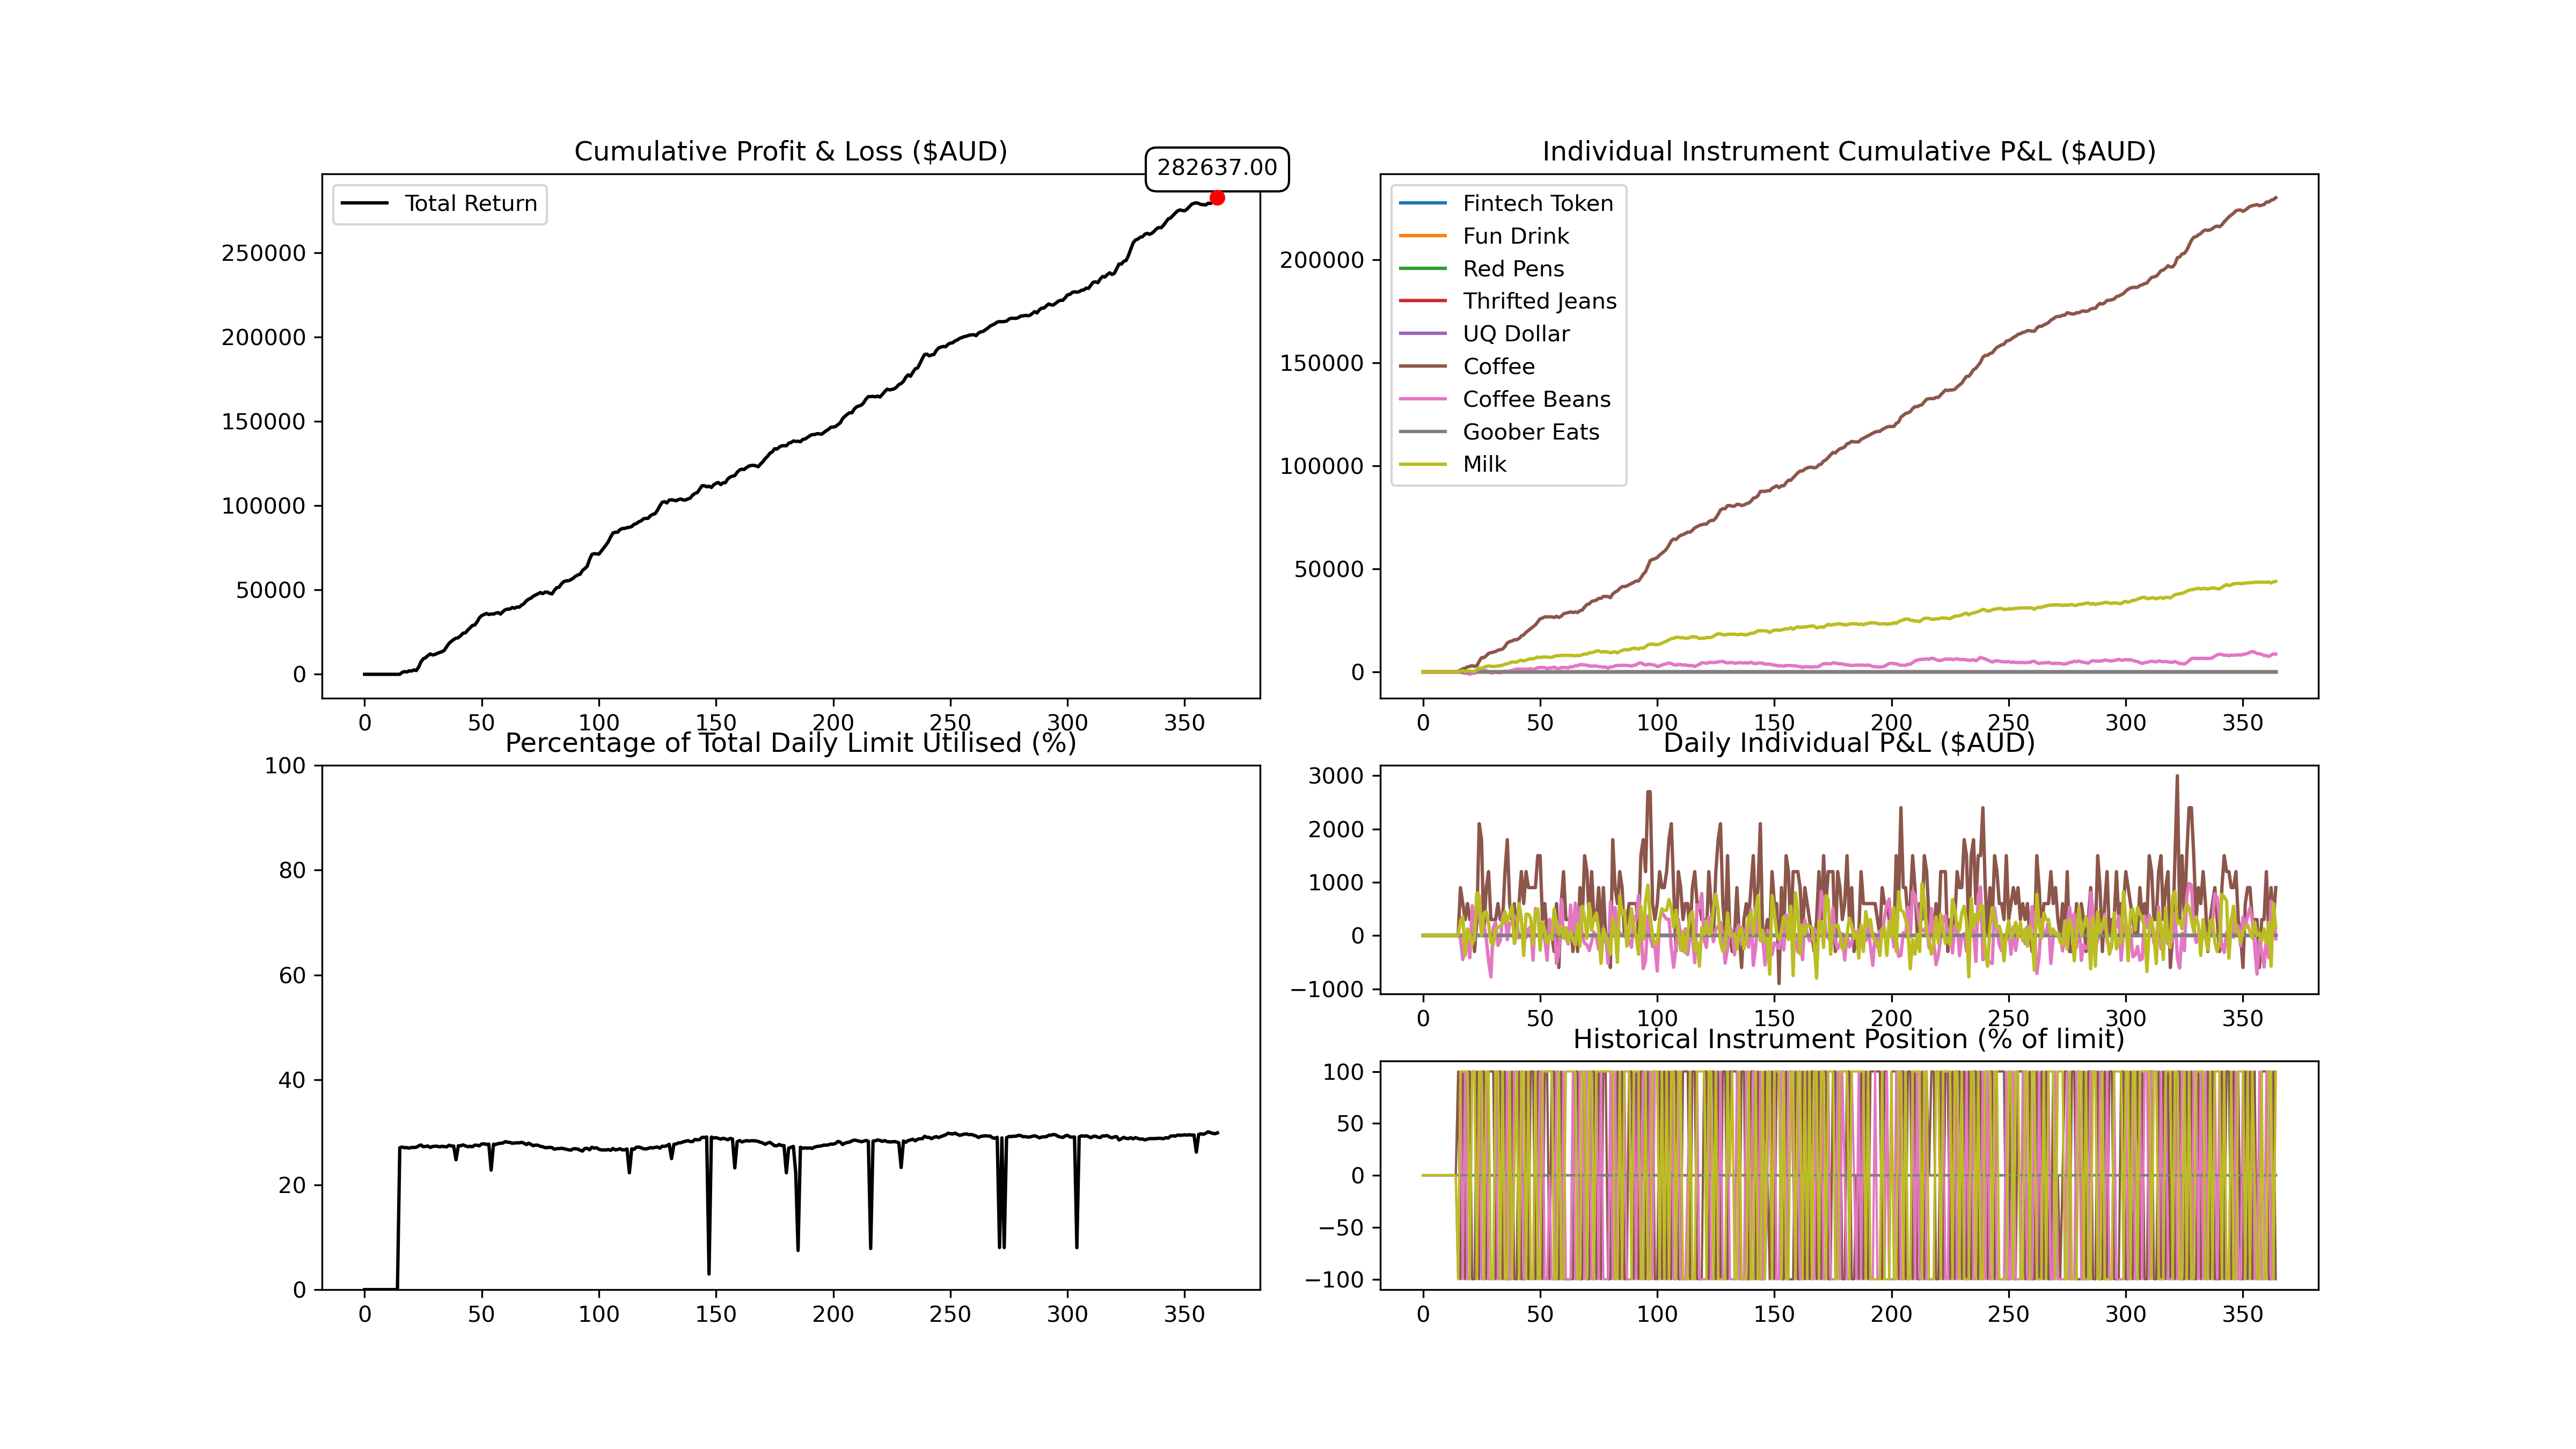 Cumulative Profit & Loss ($AUD)
282637.00
Total Return
250000
200000
150000
100000
50000
0
0 50 100 150 200 250 300 350
Individual Instrument Cumulative P&L ($AUD)
Fintech Token
Fun Drink
Red Pens
Thrifted Jeans
UQ Dollar
Coffee
Coffee Beans
Goober Eats
Milk
200000
150000
100000
50000
0
0 50 100 150 200 250 300 350
Percentage of Total Daily Limit Utilised (%)
100
80
60
40
20
0
0 50 100 150 200 250 300 350
Daily Individual P&L ($AUD)
3000
2000
1000
0
−1000
0 50 100 150 200 250 300 350
Historical Instrument Position (% of limit)
100
50
0
−50
−100
0 50 100 150 200 250 300 350